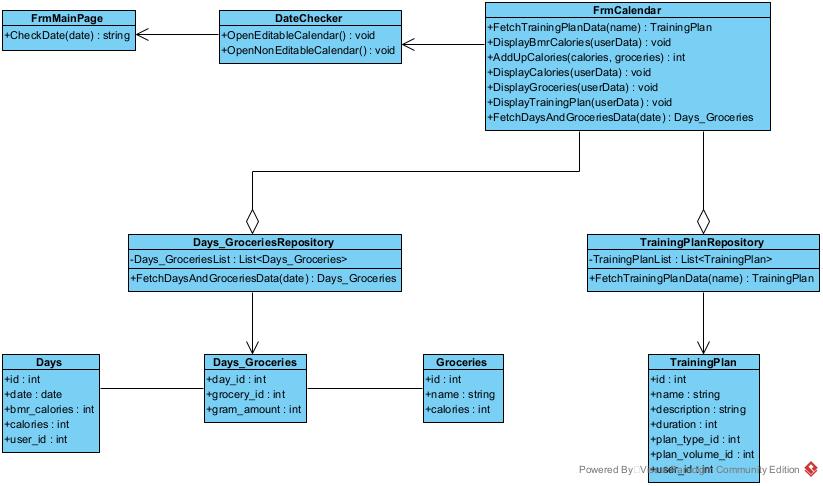 FrmMainPage
+CheckDate(date) : string
DateChecker
+OpenEditableCalendar() : void
+OpenNonEditableCalendar() : void
FrmCalendar
+FetchTrainingPlanData(name) : TrainingPlan
+DisplayBmrCalories(userData) : void
+AddUpCalories(calories, groceries) : int
+DisplayCalories(userData) : void
+DisplayGroceries(userData) : void
+DisplayTrainingPlan(userData) : void
+FetchDaysAndGroceriesData(date) : Days_Groceries
Days_GroceriesRepository
-Days_GroceriesList : List<Days_Groceries>
+FetchDaysAndGroceriesData(date) : Days_Groceries
TrainingPlanRepository
-TrainingPlanList : List<TrainingPlan>
+FetchTrainingPlanData(name) : TrainingPlan
Days
+id : int
+date : date
+bmr_calories : int
+calories : int
+user_id : int
Days_Groceries
+day_id : int
+grocery_id : int
+gram_amount : int
Groceries
+id : int
+name : string
+calories : int
TrainingPlan
+id : int
+name : string
+description : string
+duration : int
+plan_type_id : int
+plan_volume_id : int
+user_id : int
Powered By Community Edition